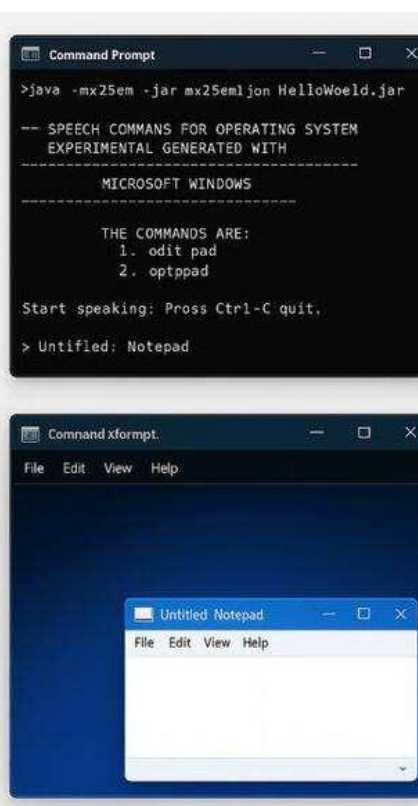 Command Prompt
>java -mx25em -jar mx25emljon HelloWoeld.jar
-- SPEECH COMMANS FOR OPERATING SYSTEM
EXPERIMENTAL GENERATED WITH
MICROSOFT WINDOWS
THE COMMANDS ARE:
1. odit pad
2. optppad
Start speaking: Pross Ctrl-C quit.
> Untifled: Notepad
Comnand xformpt.
File Edit View Help
Untitled Notepad
File Edit View Help